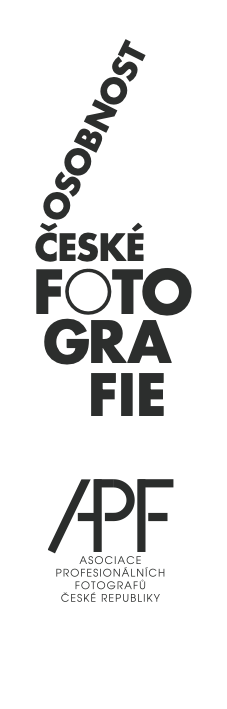 OSOBNOST
ČESKÉ
FOTO
GRA
FIE
APF
ASOCIACE
PROFESIONÁLNÍCH
FOTOGRAFŮ
ČESKÉ REPUBLIKY